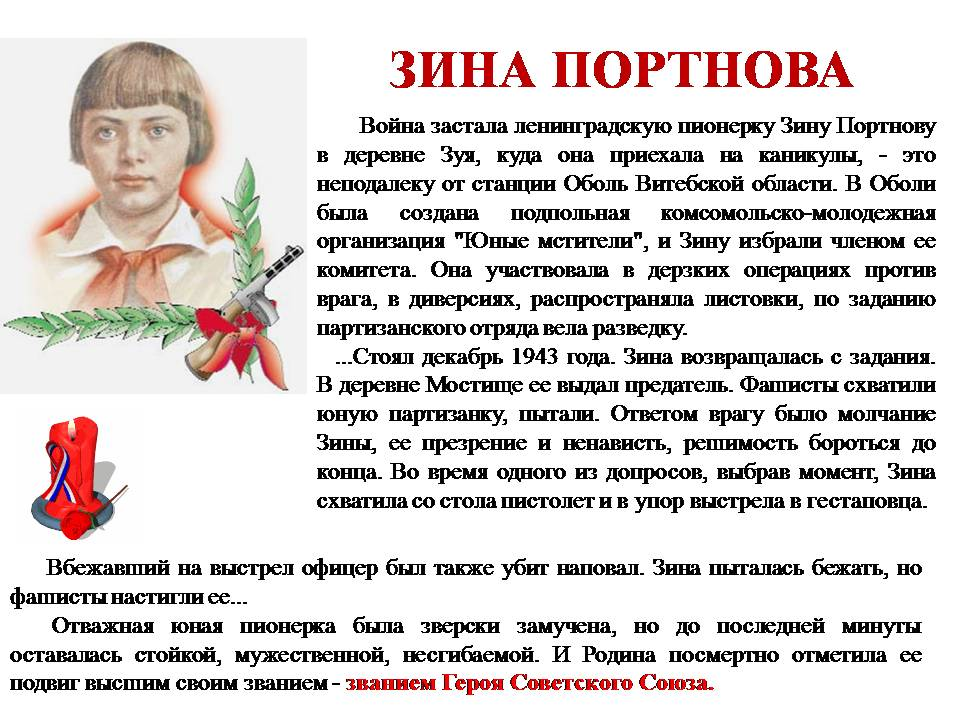 ЗИНА ПОРТНОВА
Война застала ленинградскую пионерку Зину Портнову
в деревне Зуя, куда она приехала на каникулы, - это
неподалеку от станции Оболь Витебской области. В Оболи
была создана подпольная комсомольско-молодежная
организация "Юные мстители", и Зину избрали членом ее
комитета. Она участвовала в дерзких операциях против
врага, в диверсиях, распространяла листовки, по заданию
партизанского отряда вела разведку.
...Стоял декабрь 1943 года. Зина возвращалась с задания.
В деревне Мостище ее выдал предатель. Фашисты схватили
юную партизанку, пытали. Ответом врагу было молчание
Зины, ее презрение и ненависть, решимость бороться до
конца. Во время одного из допросов, выбрав момент, Зина
схватила со стола пистолет и в упор выстрела в гестаповца.
Вбежавший на выстрел офицер был также убит наповал. Зина пыталась бежать, но
фашисты настигли ее...
Отважная юная пионерка была зверски замучена, но до последней минуты
оставалась стойкой, мужественной, несгибаемой. И Родина посмертно отметила ее
подвиг высшим своим званием - званием Героя Советского Союза.